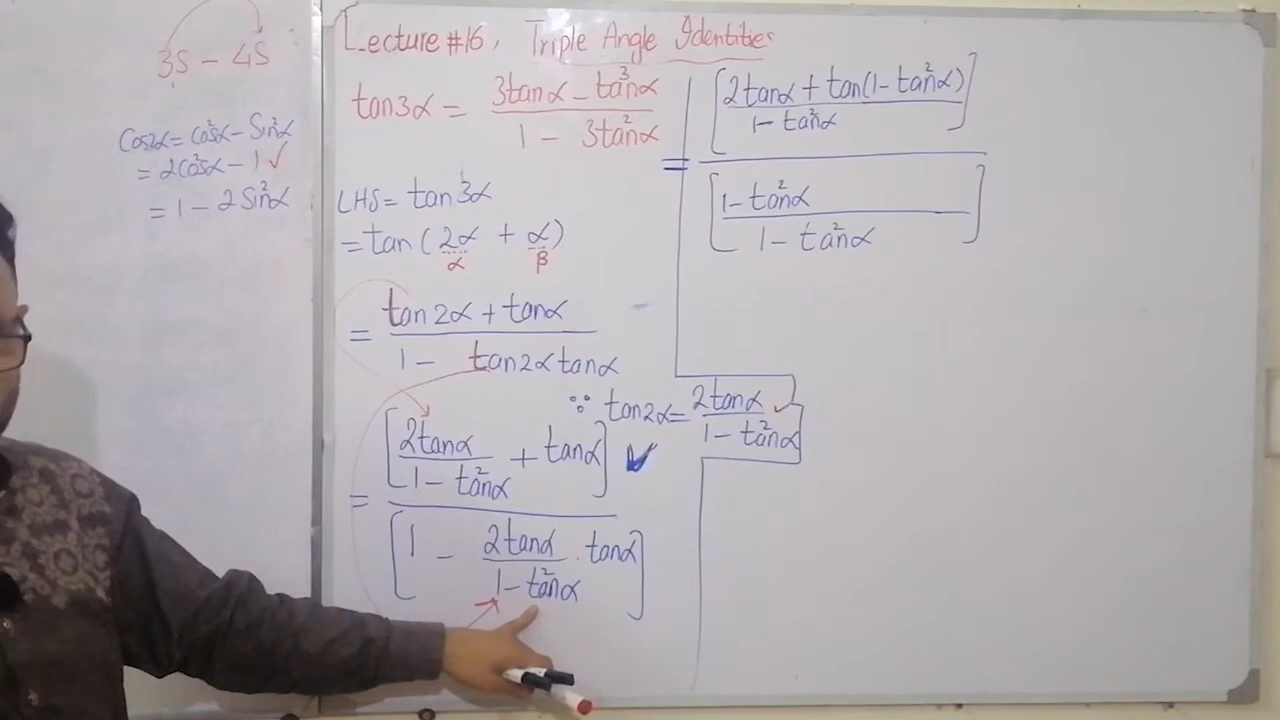 3S - 4S
Cos2α = Cos²α - Sin²α
= 2Cos²α - 1 ✓
= 1 - 2Sin²α
Lecture #16, Triple Angle Identities
tan3α = (3tanα - tan³α) / (1 - 3tan²α)
LHS = tan3α
= tan(2α + α)
α β
= (tan2α + tanα) / (1 - tan2α tanα)
∵ tan2α = 2tanα / (1 - tan²α) ✓
= [2tanα / (1 - tan²α) + tanα] ✓
[1 - 2tanα / (1 - tan²α) . tanα]
= [2tanα + tan(1 - tan²α) / 1 - tan²α]
[1 - tan²α / 1 - tan²α]